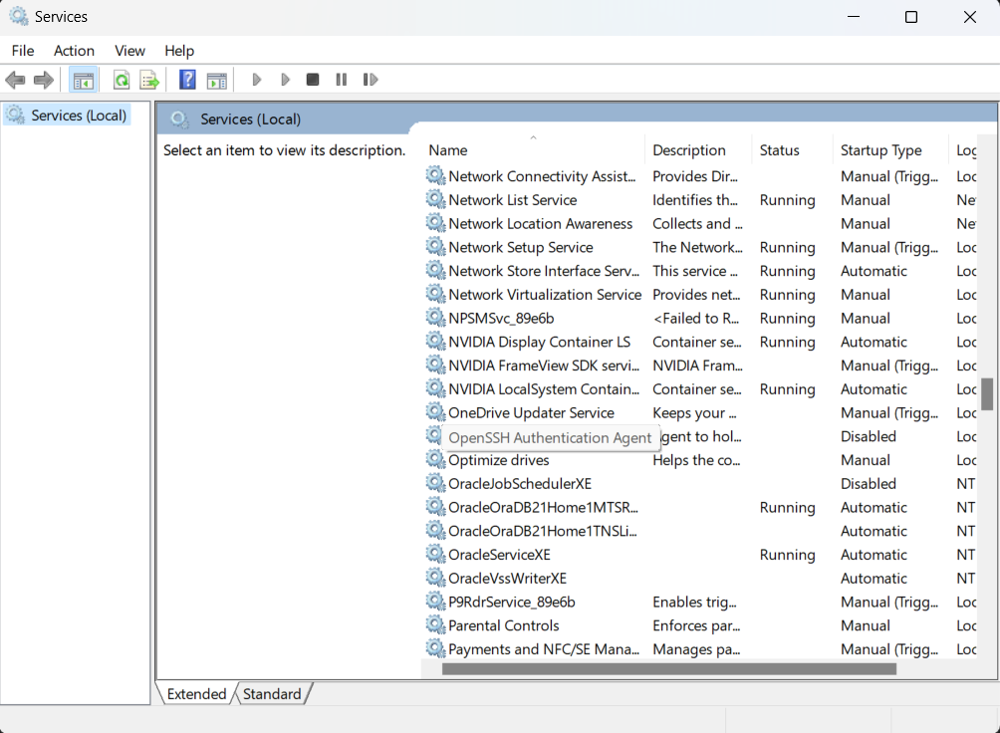 Services
File Action View Help
Services (Local)
Services (Local)
Select an item to view its description.
Name Description Status Startup Type Log
Network Connectivity Assist... Provides Dir... Manual (Trigg... Loc
Network List Service Identifies th... Running Manual Ne
Network Location Awareness Collects and ... Manual Ne
Network Setup Service The Network... Running Manual (Trigg... Loc
Network Store Interface Serv... This service ... Running Automatic Loc
Network Virtualization Service Provides net... Running Manual Loc
NPSMSvc_89e6b <Failed to R... Running Manual Loc
NVIDIA Display Container LS Container se... Running Automatic Loc
NVIDIA FrameView SDK servi... NVIDIA Fram... Manual (Trigg... Loc
NVIDIA LocalSystem Contain... Container se... Running Automatic Loc
OneDrive Updater Service Keeps your ... Manual (Trigg... Loc
OpenSSH Authentication Agent gent to hol... Disabled Loc
Optimize drives Helps the co... Manual Loc
OracleJobSchedulerXE Disabled NT
OracleOraDB21Home1MTSR... Running Automatic NT
OracleOraDB21Home1TNSLi... Automatic NT
OracleServiceXE Running Automatic NT
OracleVssWriterXE Automatic NT
P9RdrService_89e6b Enables trig... Manual (Trigg... Loc
Parental Controls Enforces par... Manual Loc
Payments and NFC/SE Mana... Manages pa... Manual (Trigg... Loc
Extended Standard